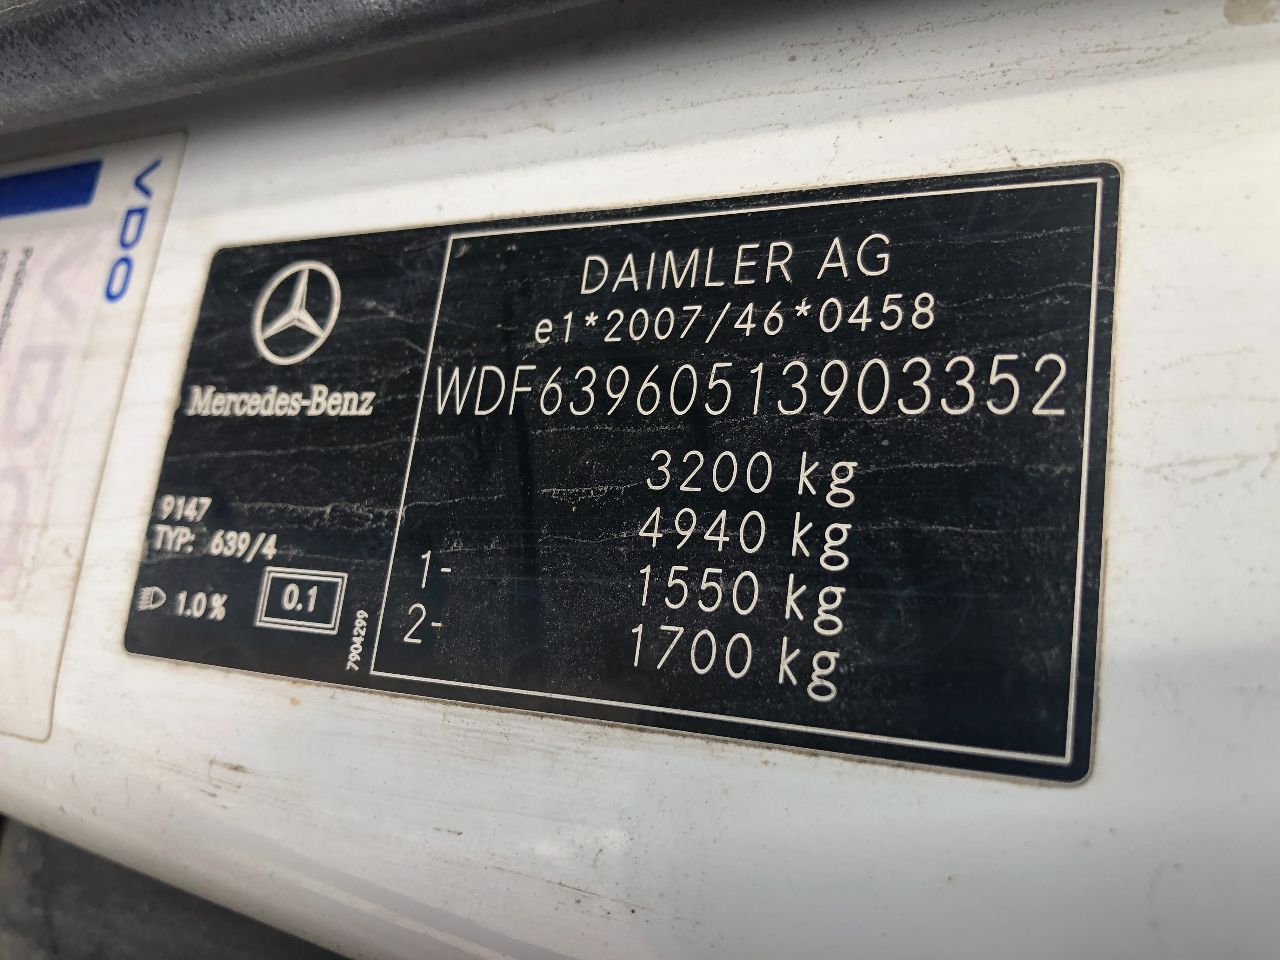 VDO
DAIMLER AG
e1*2007/46*0458
WDF63960513903352
3200 kg
4940 kg
1- 1550 kg
2- 1700 kg
Mercedes-Benz
9147
TYP: 639/4
1.0 %
0.1
7904299